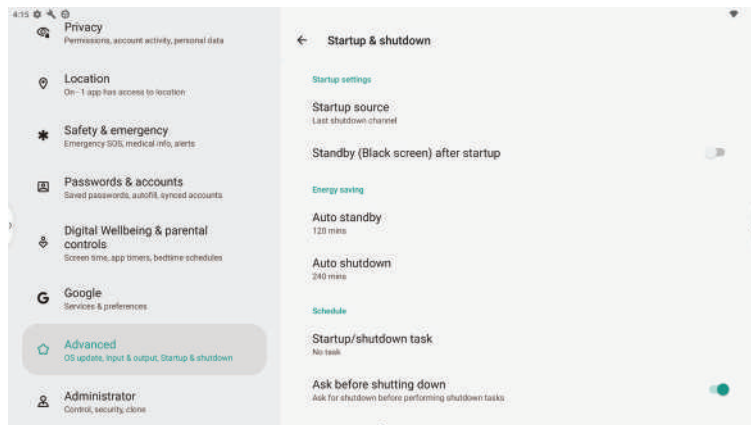 4:15
Privacy
Permissions, account activity, personal data
Location
On - 1 app has access to location
Safety & emergency
Emergency SOS, medical info, alerts
Passwords & accounts
Saved passwords, autofill, synced accounts
Digital Wellbeing & parental
controls
Screen time, app timers, bedtime schedules
Google
Services & preferences
Advanced
OS update, Input & output, Startup & shutdown
Administrator
Control, security, clone
Startup & shutdown
Startup settings
Startup source
Last shutdown channel
Standby (Black screen) after startup
Energy saving
Auto standby
120 mins
Auto shutdown
240 mins
Schedule
Startup/shutdown task
No task
Ask before shutting down
Ask for shutdown before performing shutdown tasks